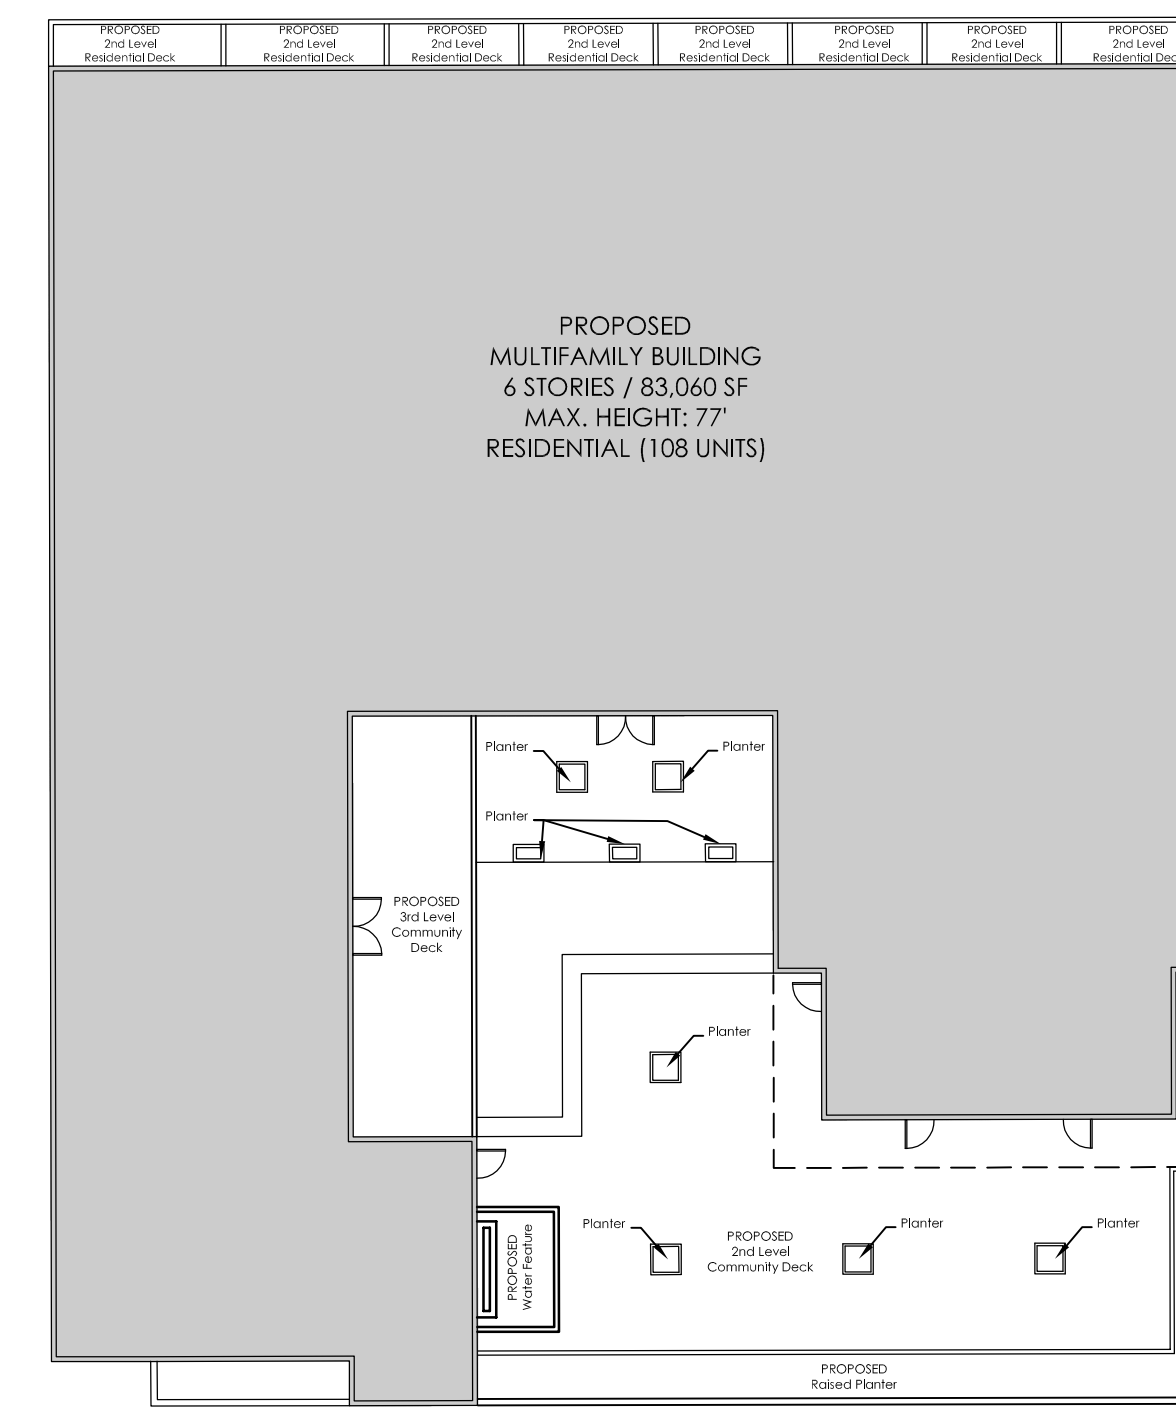 PROPOSED
2nd Level
Residential Deck
PROPOSED
2nd Level
Residential Deck
PROPOSED
2nd Level
Residential Deck
PROPOSED
2nd Level
Residential Deck
PROPOSED
2nd Level
Residential Deck
PROPOSED
2nd Level
Residential Deck
PROPOSED
2nd Level
Residential Deck
PROPOSED
2nd Level
Residential Dec
PROPOSED
MULTIFAMILY BUILDING
6 STORIES / 83,060 SF
MAX. HEIGHT: 77'
RESIDENTIAL (108 UNITS)
Planter
Planter
Planter
PROPOSED
3rd Level
Community
Deck
Planter
Planter
PROPOSED
2nd Level
Community Deck
Planter
Planter
PROPOSED
Water Feature
PROPOSED
Raised Planter